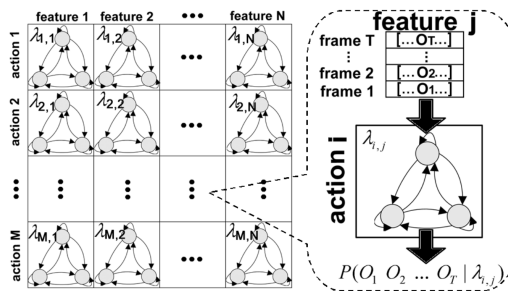 feature 1 feature 2 ••• feature N
action 1 λ1,1 λ1,2 ••• λ1,N
action 2 λ2,1 λ2,2 ••• λ2,N
••• ••• ••• ••• •••
action M λM,1 λM,2 ••• λM,N
feature j
frame T [...OT...]
⋮ ⋮
frame 2 [...O2...]
frame 1 [...O1...]
action i λi,j
P(O1 O2 ... OT | λi,j)